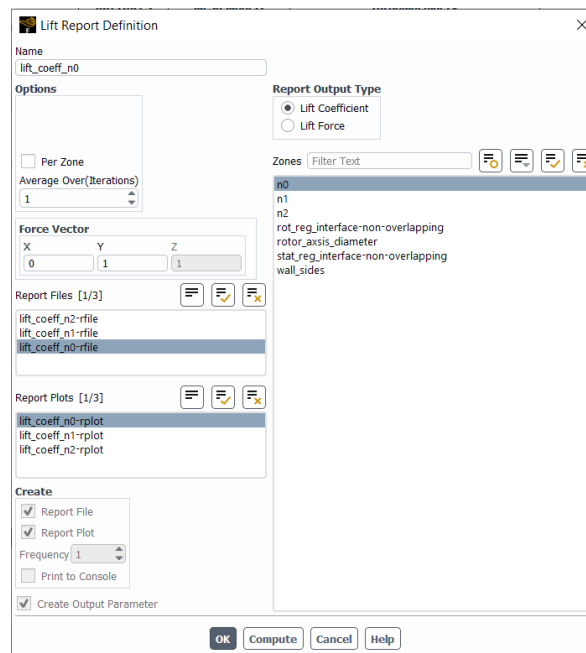 Lift Report Definition
Name
lift_coeff_n0
Options
Per Zone
Average Over(Iterations)
1
Force Vector
X Y Z
0 1 1
Report Files [1/3]
lift_coeff_n2-rfile
lift_coeff_n1-rfile
lift_coeff_n0-rfile
Report Plots [1/3]
lift_coeff_n0-rplot
lift_coeff_n1-rplot
lift_coeff_n2-rplot
Create
Report File
Report Plot
Frequency 1
Print to Console
Create Output Parameter
Report Output Type
Lift Coefficient
Lift Force
Zones Filter Text
n0
n1
n2
rot_reg_interface-non-overlapping
rotor_axsis_diameter
stat_reg_interface-non-overlapping
wall_sides
OK Compute Cancel Help